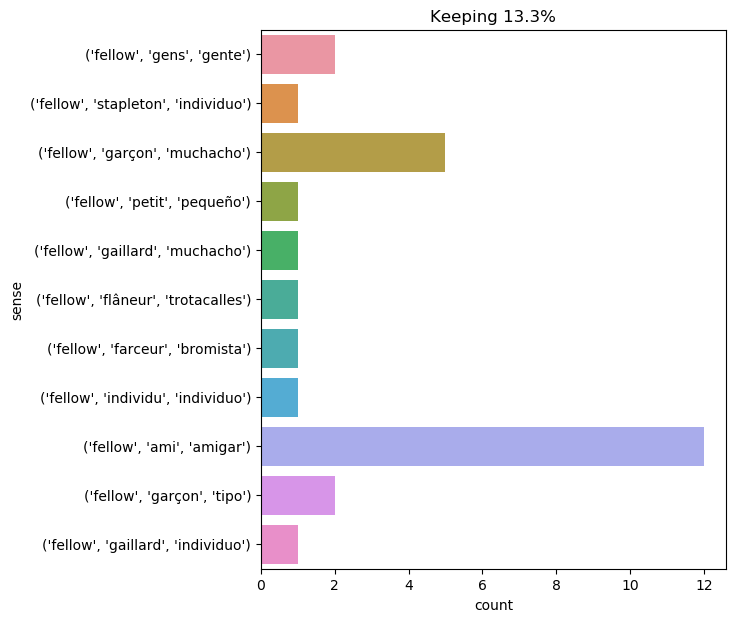 Keeping 13.3%
('fellow', 'gens', 'gente')
('fellow', 'stapleton', 'individuo')
('fellow', 'garçon', 'muchacho')
('fellow', 'petit', 'pequeño')
('fellow', 'gaillard', 'muchacho')
('fellow', 'flâneur', 'trotacalles')
('fellow', 'farceur', 'bromista')
('fellow', 'individu', 'individuo')
('fellow', 'ami', 'amigar')
('fellow', 'garçon', 'tipo')
('fellow', 'gaillard', 'individuo')
sense
0 2 4 6 8 10 12
count